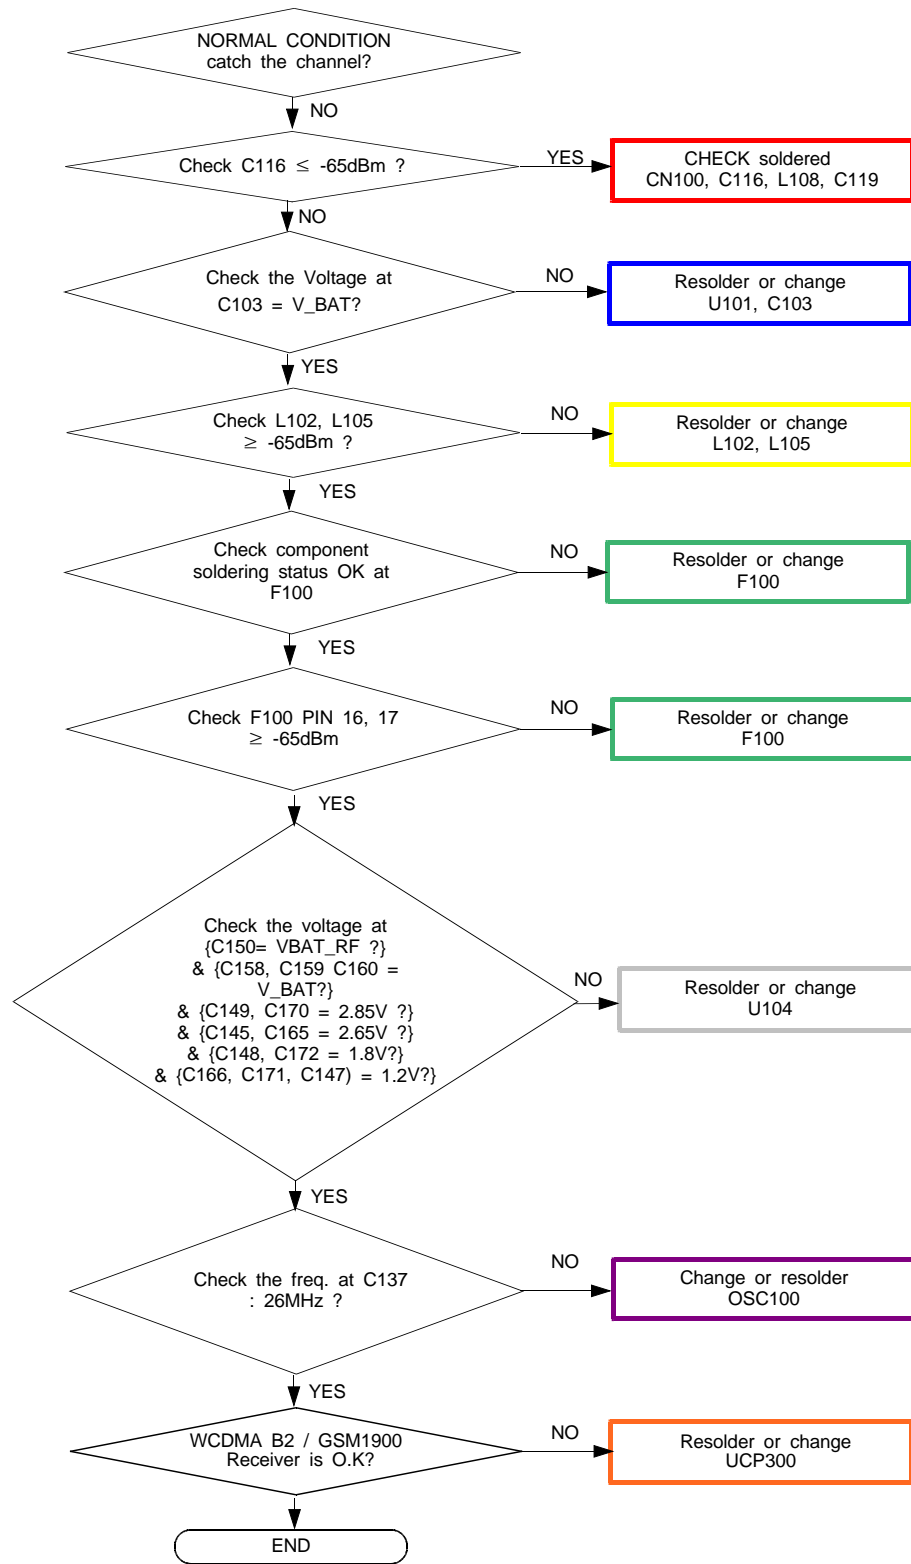 NORMAL CONDITION
catch the channel?
NO
Check C116 ≤ -65dBm ?
YES
CHECK soldered
CN100, C116, L108, C119
NO
Check the Voltage at
C103 = V_BAT?
NO
Resolder or change
U101, C103
YES
Check L102, L105
≥ -65dBm ?
NO
Resolder or change
L102, L105
YES
Check component
soldering status OK at
F100
NO
Resolder or change
F100
YES
Check F100 PIN 16, 17
≥ -65dBm
NO
Resolder or change
F100
YES
Check the voltage at
{C150= VBAT_RF ?}
& {C158, C159 C160 =
V_BAT?}
& {C149, C170 = 2.85V ?}
& {C145, C165 = 2.65V ?}
& {C148, C172 = 1.8V?}
& {C166, C171, C147) = 1.2V?}
NO
Resolder or change
U104
YES
Check the freq. at C137
: 26MHz ?
NO
Change or resolder
OSC100
YES
WCDMA B2 / GSM1900
Receiver is O.K?
NO
Resolder or change
UCP300
END